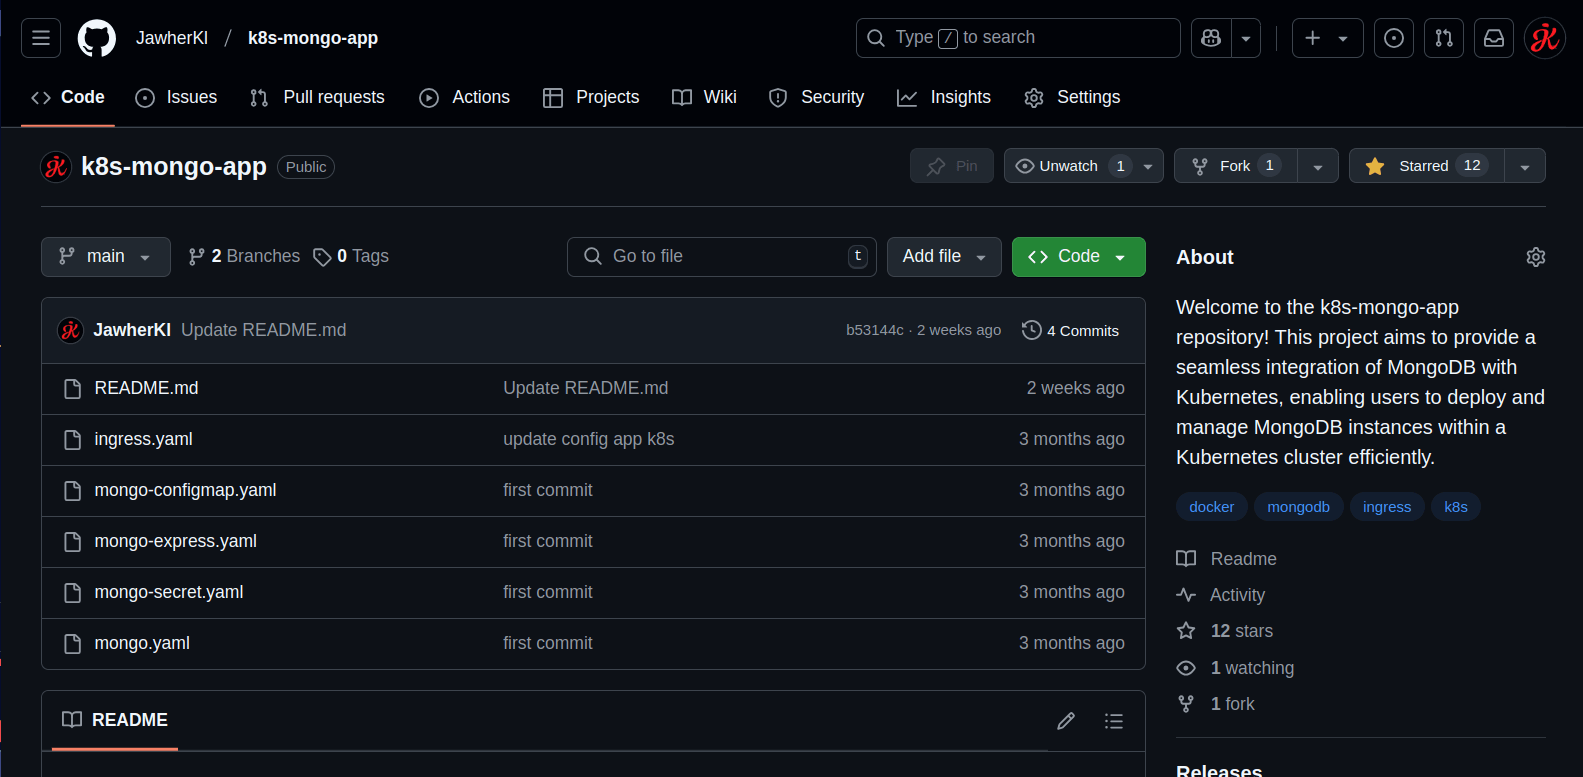 JawherKl / k8s-mongo-app
Type / to search
Code Issues Pull requests Actions Projects Wiki Security Insights Settings
k8s-mongo-app Public
Pin Unwatch 1 Fork 1 Starred 12
main 2 Branches 0 Tags
Go to file t Add file Code
JawherKl Update README.md b53144c · 2 weeks ago 4 Commits
README.md Update README.md 2 weeks ago
ingress.yaml update config app k8s 3 months ago
mongo-configmap.yaml first commit 3 months ago
mongo-express.yaml first commit 3 months ago
mongo-secret.yaml first commit 3 months ago
mongo.yaml first commit 3 months ago
README
About
Welcome to the k8s-mongo-app
repository! This project aims to provide a
seamless integration of MongoDB with
Kubernetes, enabling users to deploy and
manage MongoDB instances within a
Kubernetes cluster efficiently.
docker mongodb ingress k8s
Readme
Activity
12 stars
1 watching
1 fork
Releases